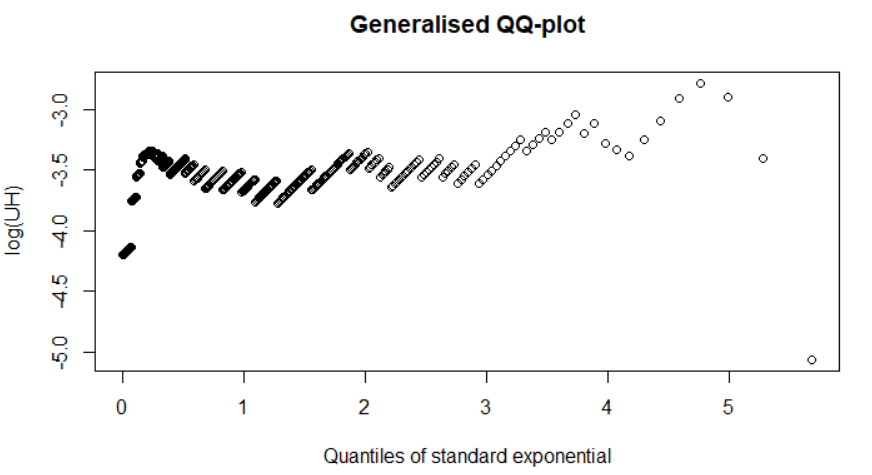 Generalised QQ-plot
log(UH)
-3.0
-3.5
-4.0
-4.5
-5.0
0 1 2 3 4 5
Quantiles of standard exponential